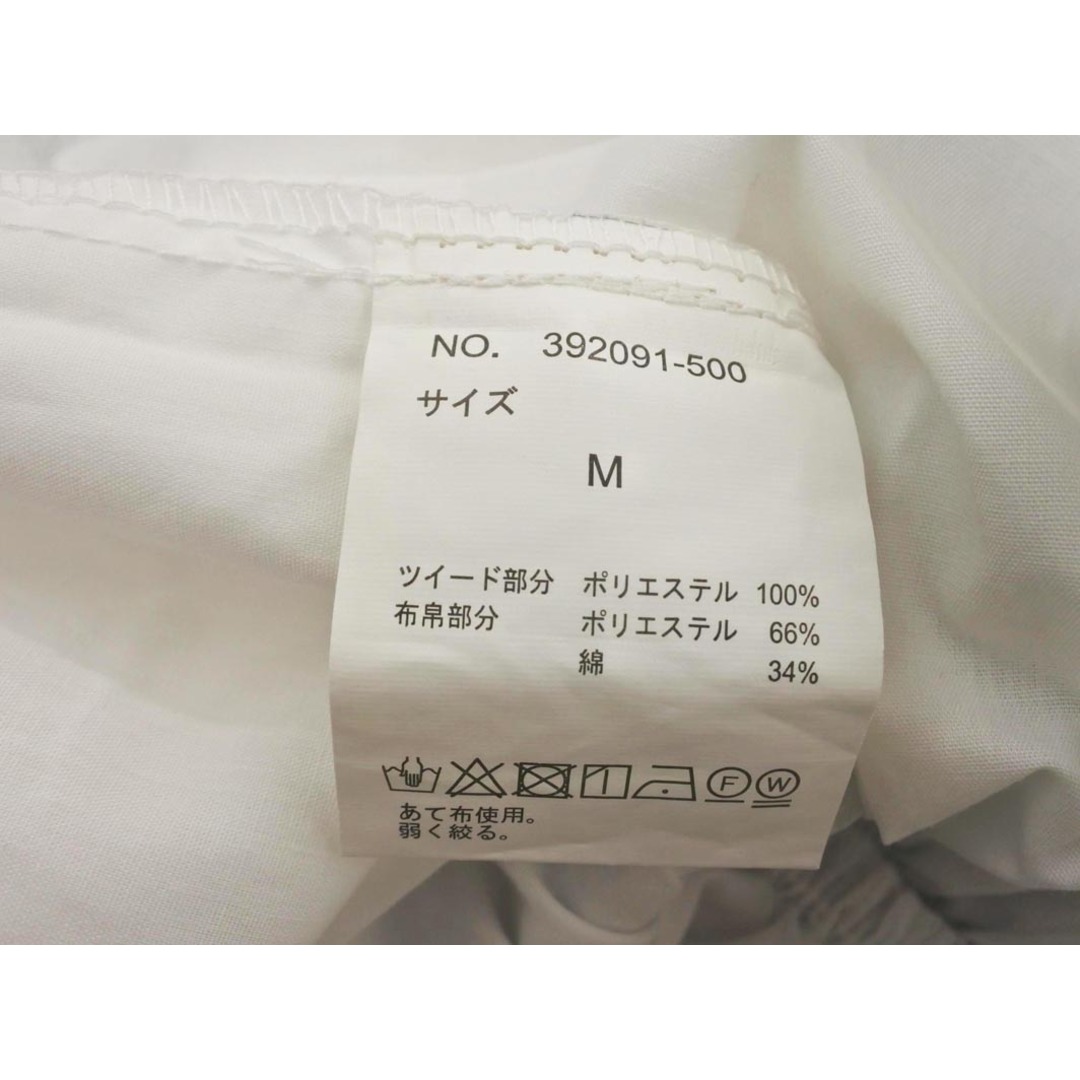 NO. 392091-500
サイズ
M
ツイード部分 ポリエステル 100%
布帛部分 ポリエステル 66%
綿 34%
F W
あて布使用。
弱く絞る。